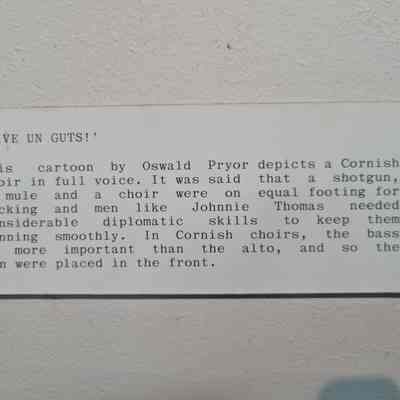 VE UN GUTS!'
is cartoon by Oswald Pryor depicts a Cornish
oir in full voice. It was said that a shotgun,
mule and a choir were on equal footing for
cking and men like Johnnie Thomas needed
nsiderable diplomatic skills to keep them
nning smoothly. In Cornish choirs, the bass
more important than the alto, and so the
n were placed in the front.